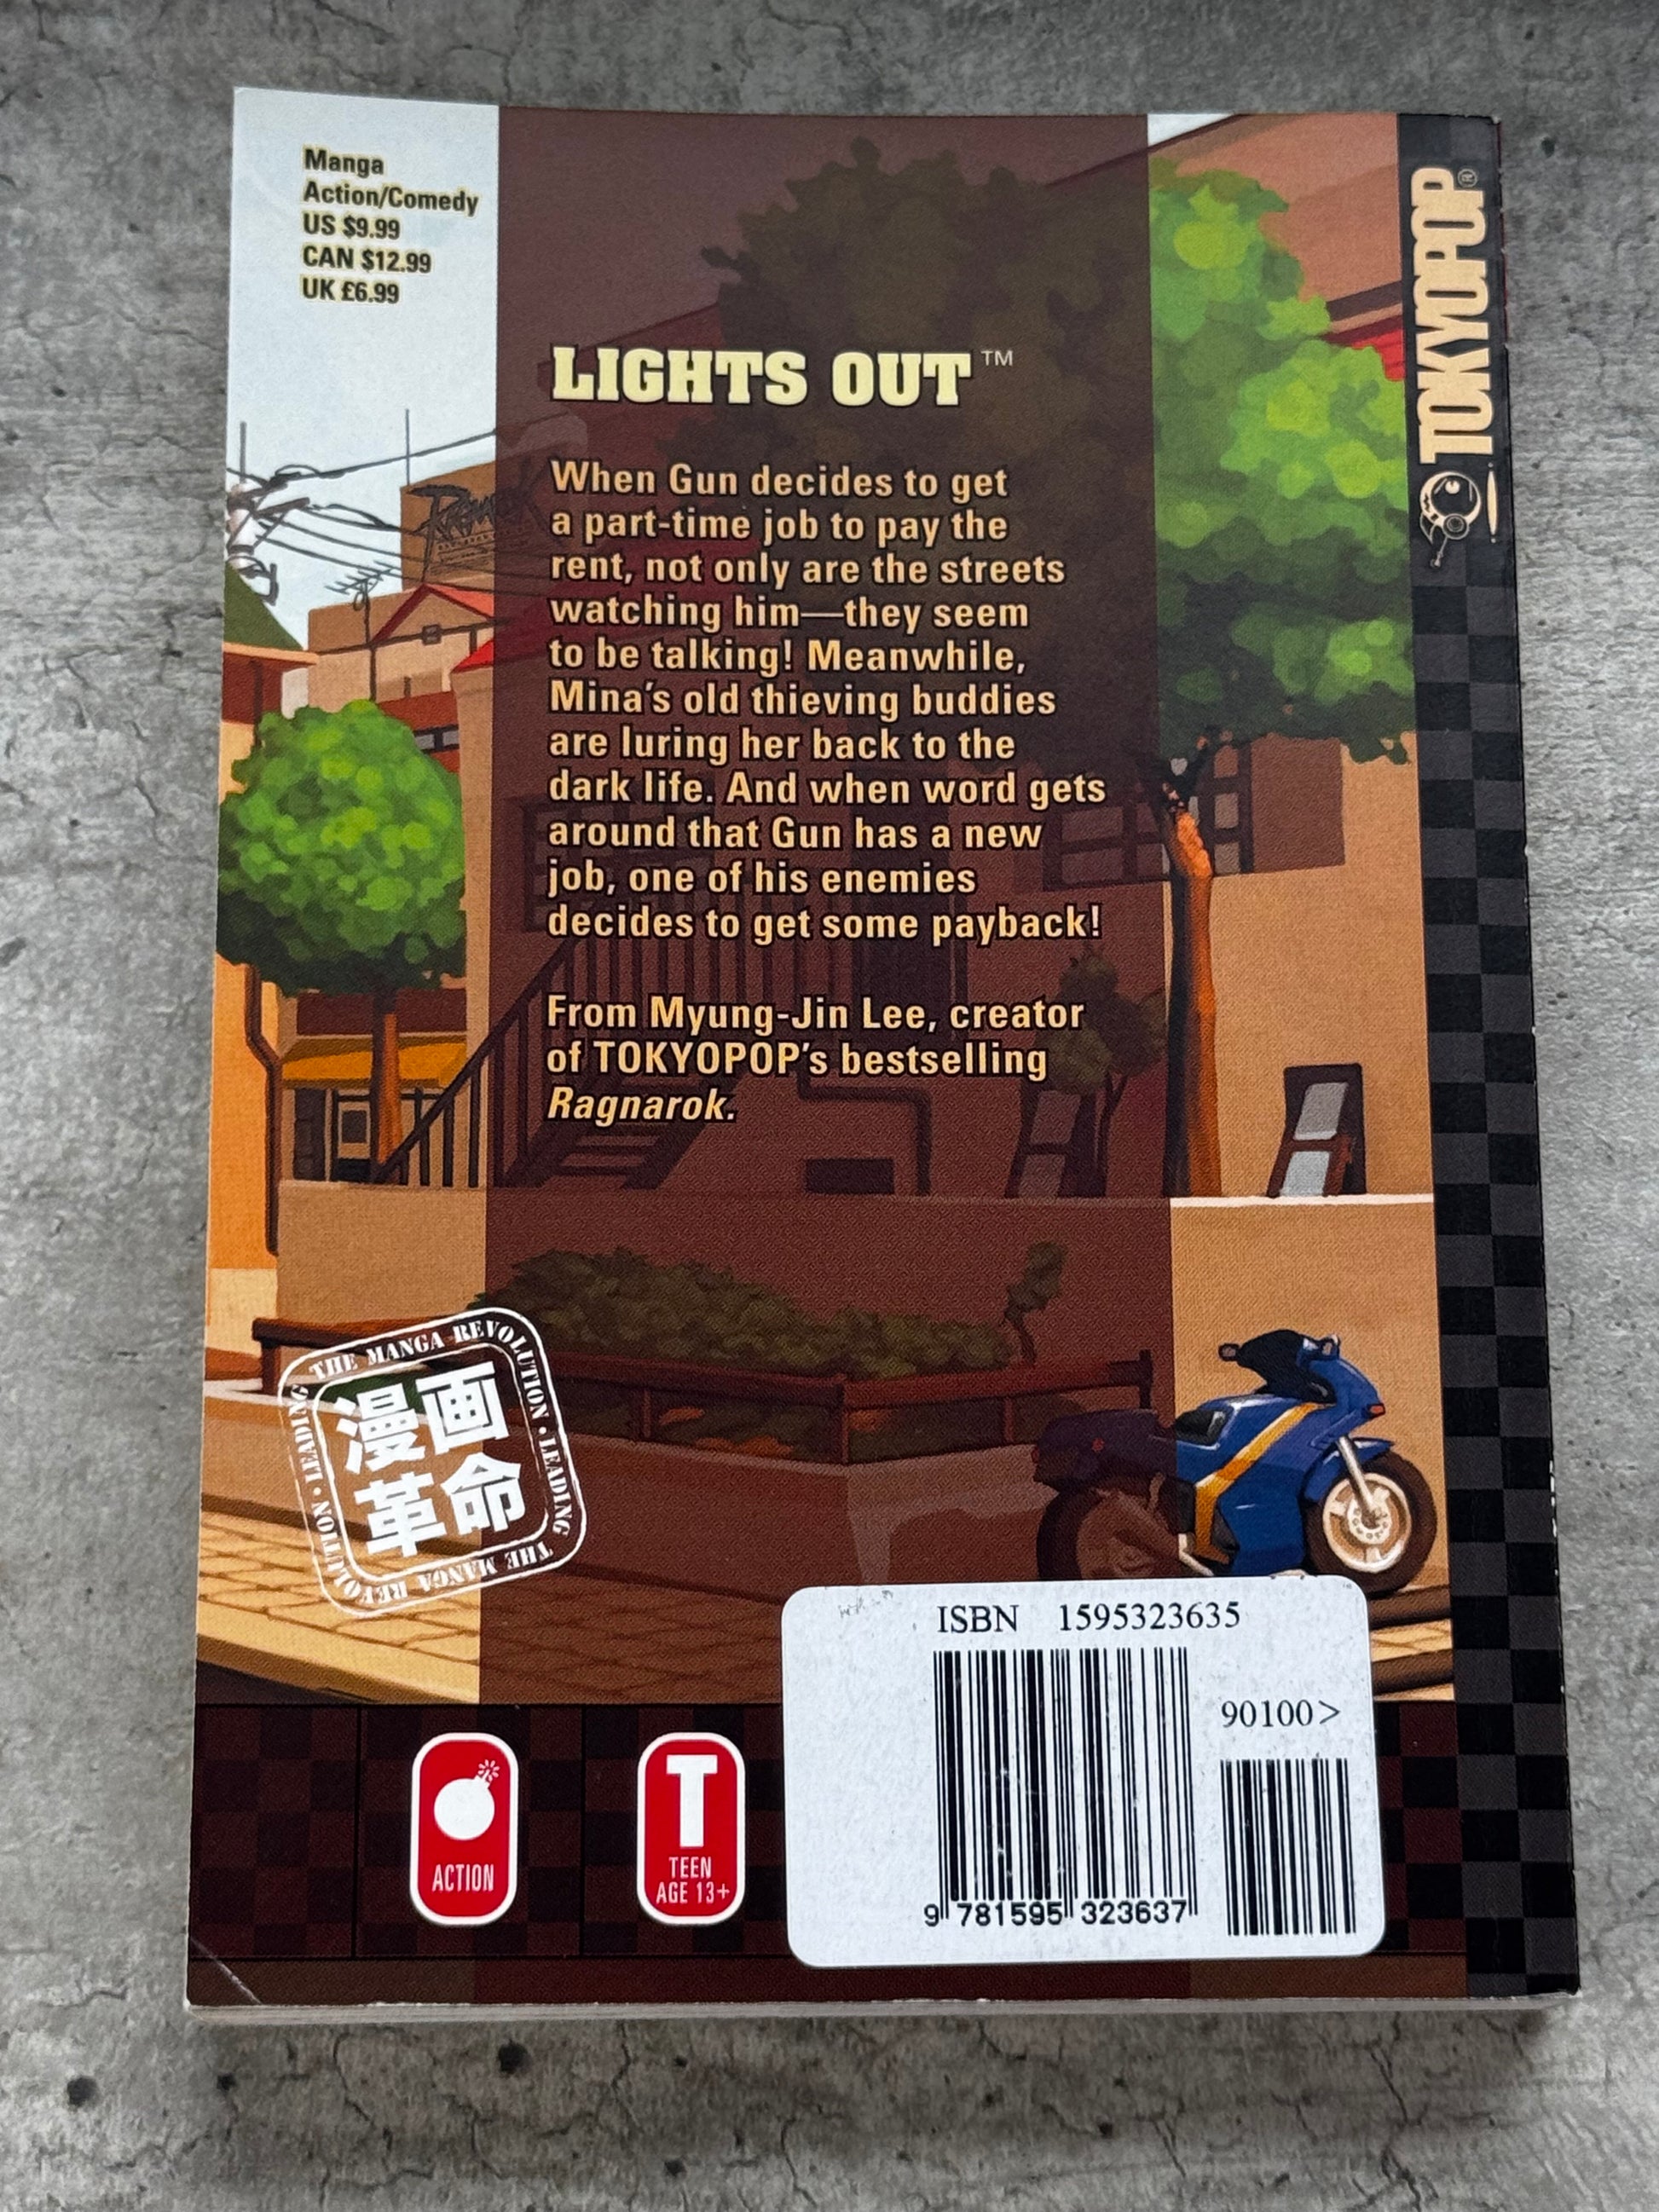 Manga
Action/Comedy
US $9.99
CAN $12.99
UK £6.99
TOKYOPOP®
LIGHTS OUT™
When Gun decides to get
a part-time job to pay the
rent, not only are the streets
watching him—they seem
to be talking! Meanwhile,
Mina's old thieving buddies
are luring her back to the
dark life. And when word gets
around that Gun has a new
job, one of his enemies
decides to get some payback!
From Myung-Jin Lee, creator
of TOKYOPOP's bestselling
Ragnarok.
LEADING THE MANGA REVOLUTION • LEADING THE MANGA REVOLUTION •
漫画
革命
ISBN 1595323635
90100>
9 781595 323637
ACTION
T
TEEN
AGE 13+